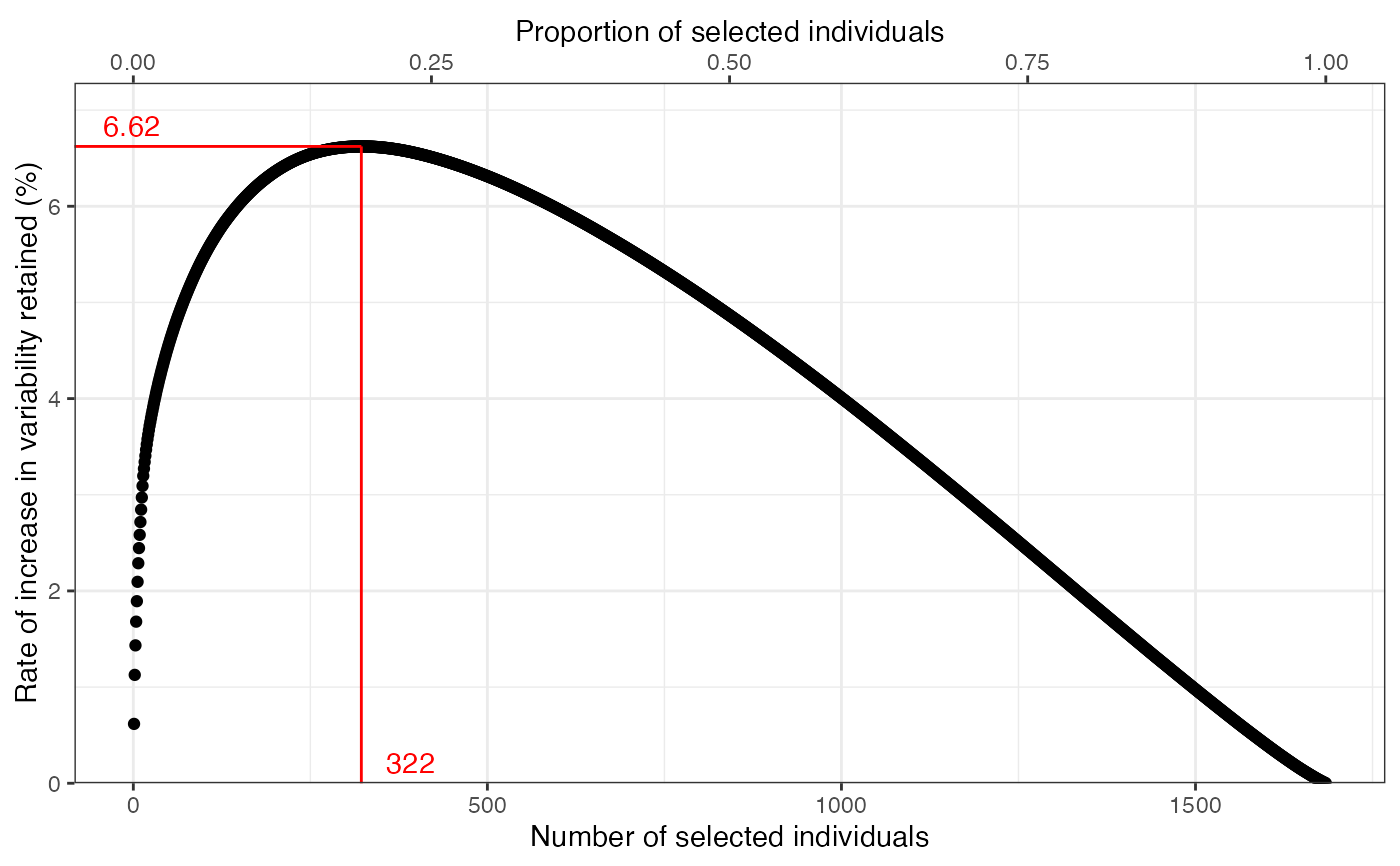 Proportion of selected individuals
0.00 0.25 0.50 0.75 1.00
6.62
Rate of increase in variability retained (%)
6
4
2
0
322
0 500 1000 1500
Number of selected individuals